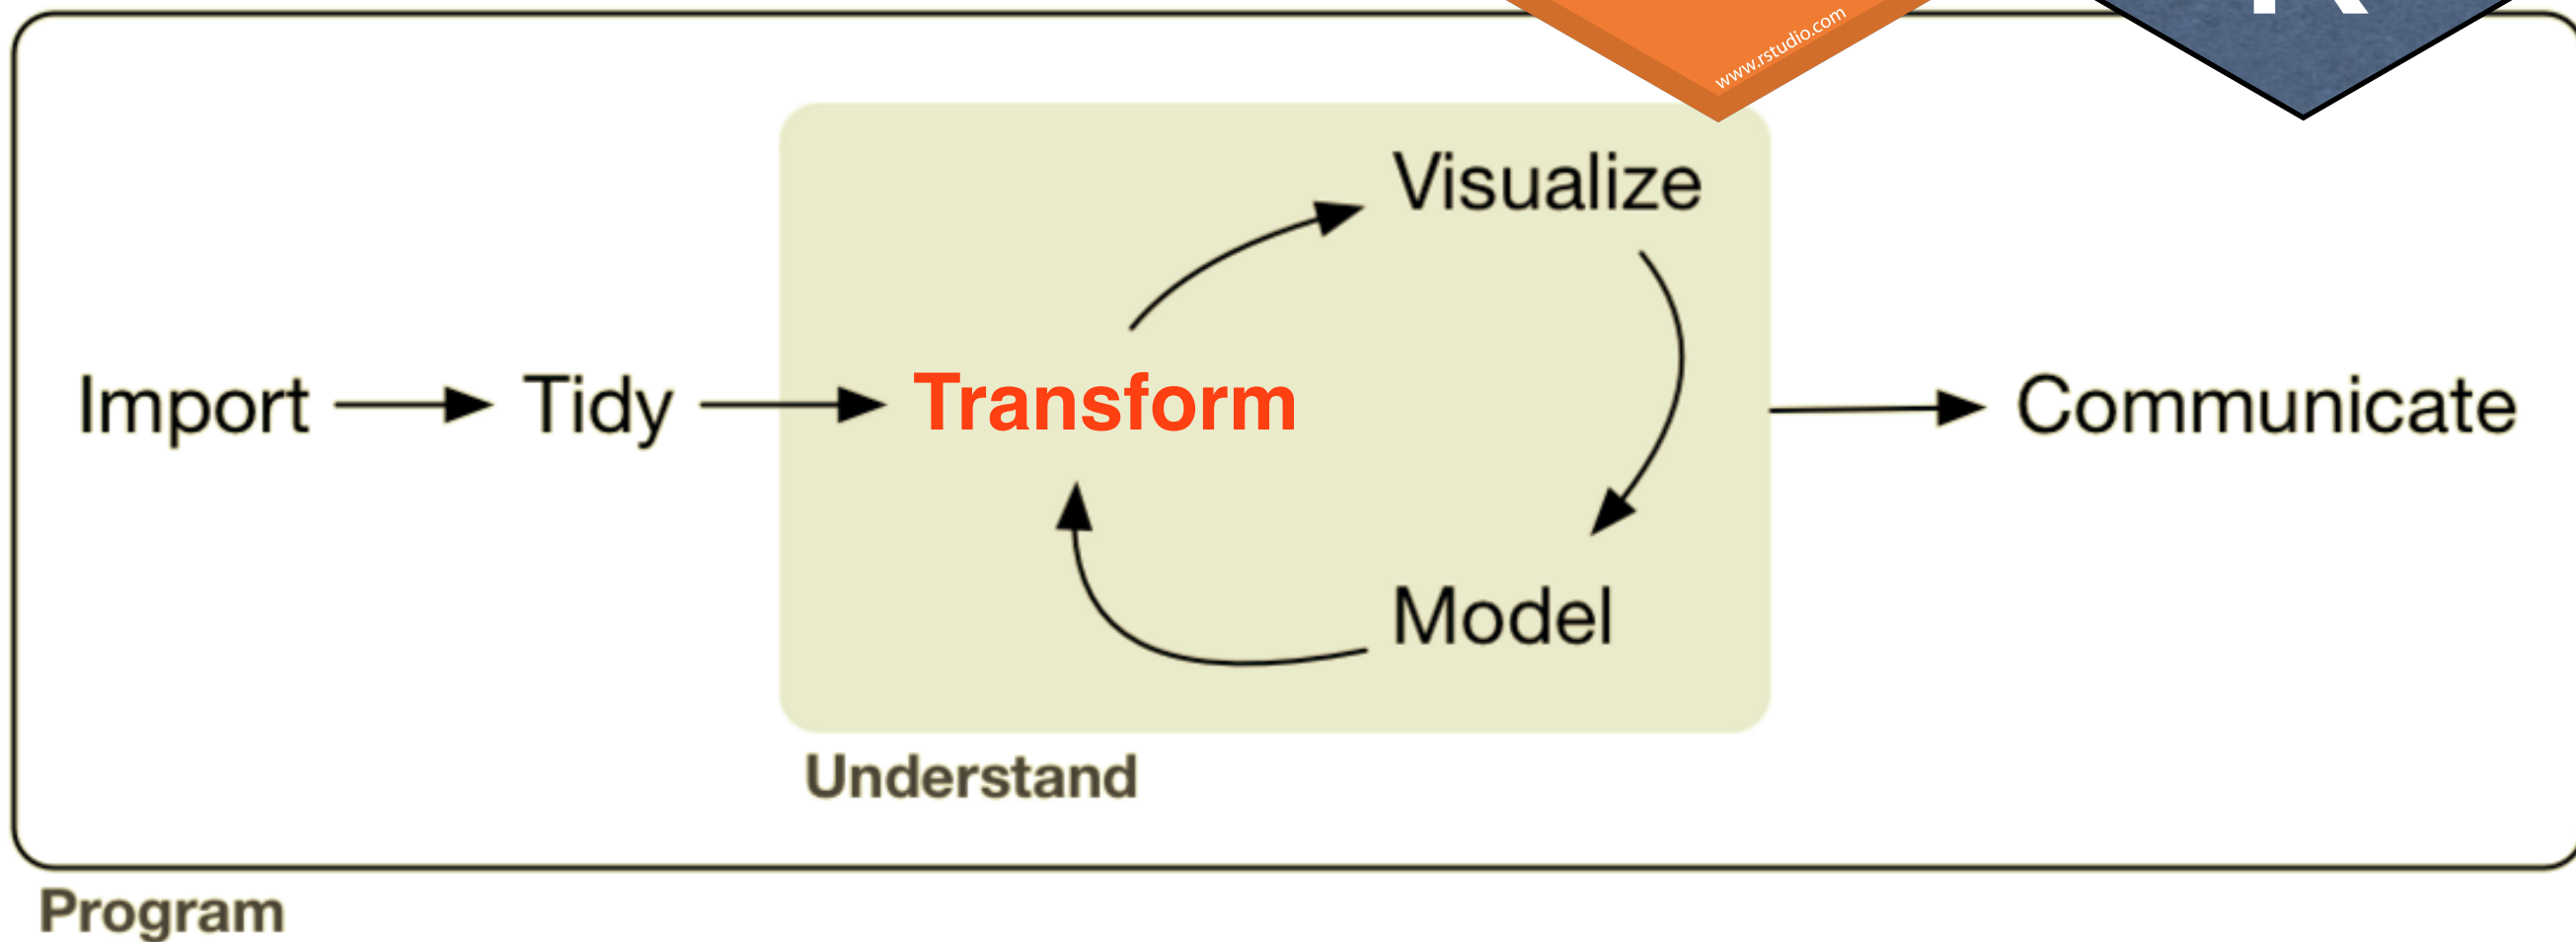 www.rstudio.com
Visualize
Import
Tidy
Transform
Communicate
Model
Understand
Program